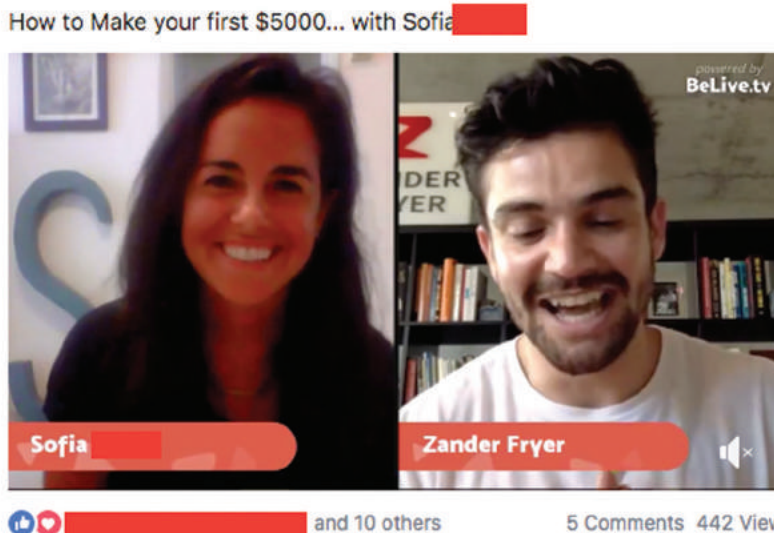 How to Make your first $5000... with Sofia
powered by
BeLive.tv
Z
NDER
YER
S
Sofia
Zander Fryer
and 10 others
5 Comments 442 View